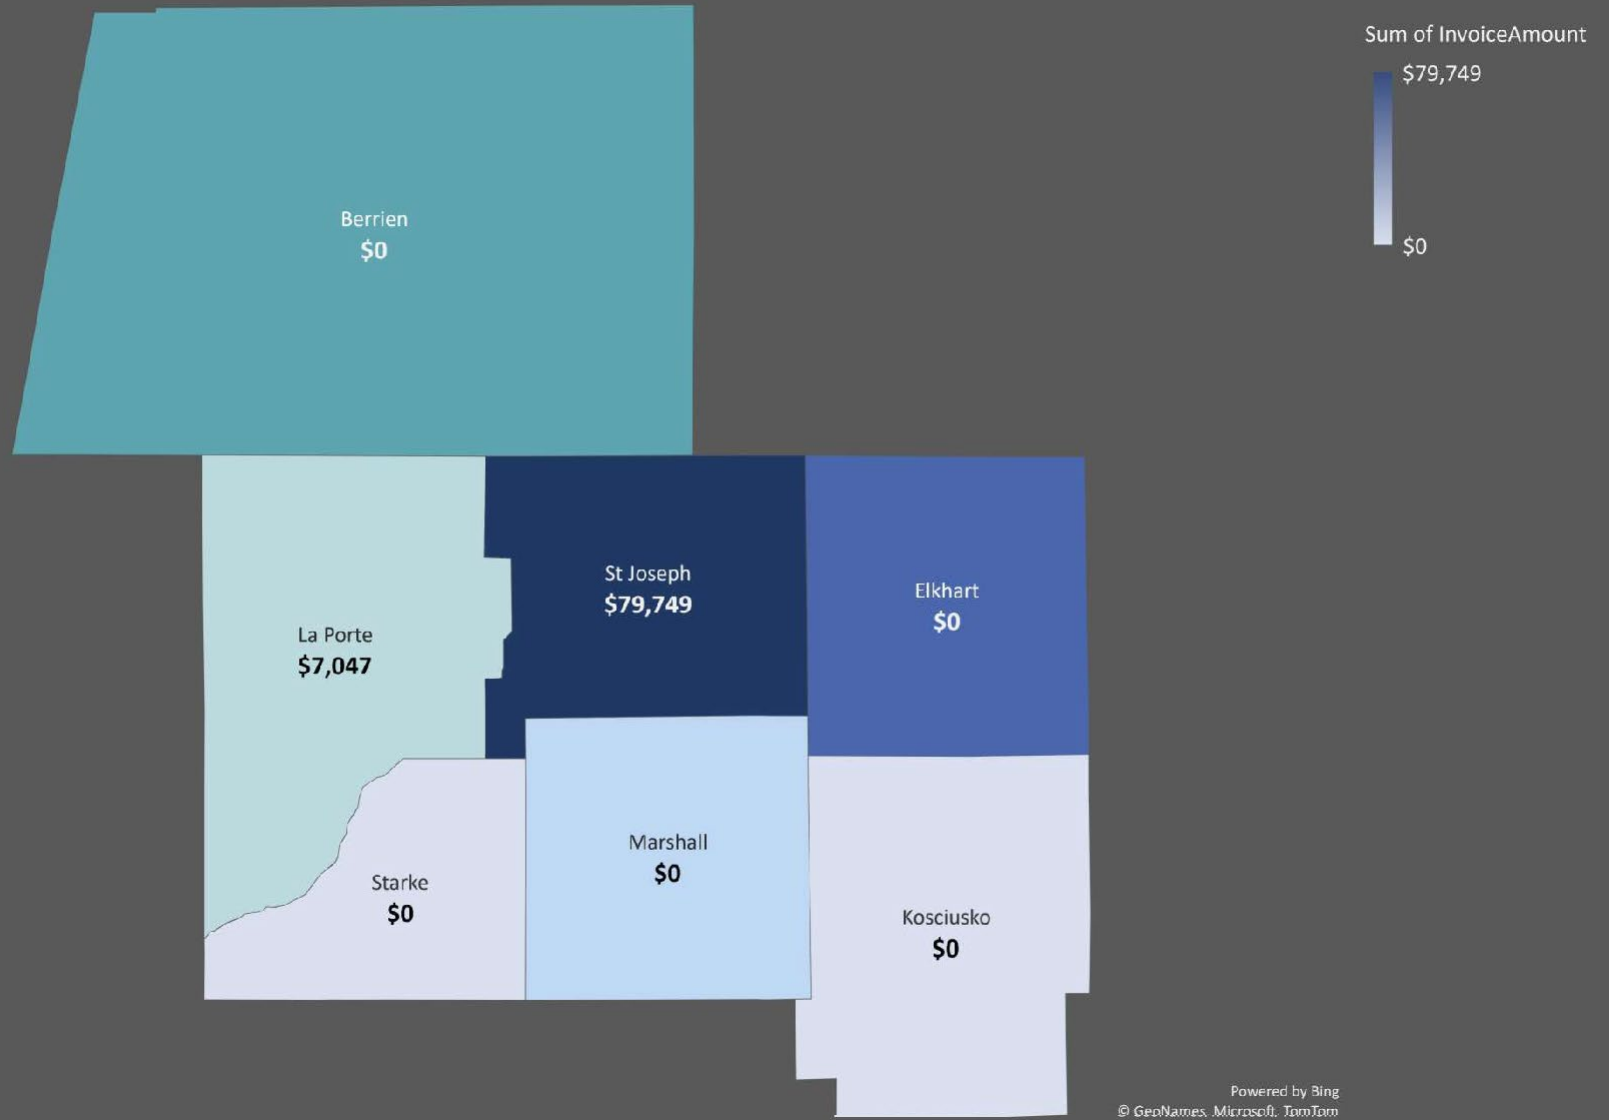 Sum of InvoiceAmount
$79,749
$0
Berrien
$0
St Joseph
$79,749
Elkhart
$0
La Porte
$7,047
Marshall
$0
Starke
$0
Kosciusko
$0
Powered by Bing
© GeoNames, Microsoft, TomTom